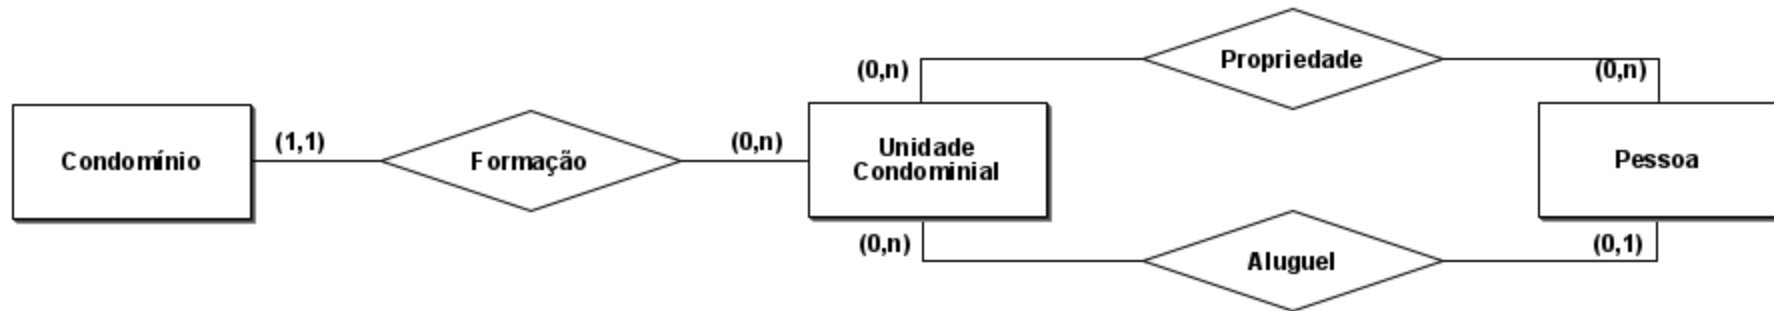 Propriedade
(0,n)
(0,n)
Condomínio
(1,1)
Formação
(0,n)
Unidade
Condominial
Pessoa
(0,n)
Aluguel
(0,1)